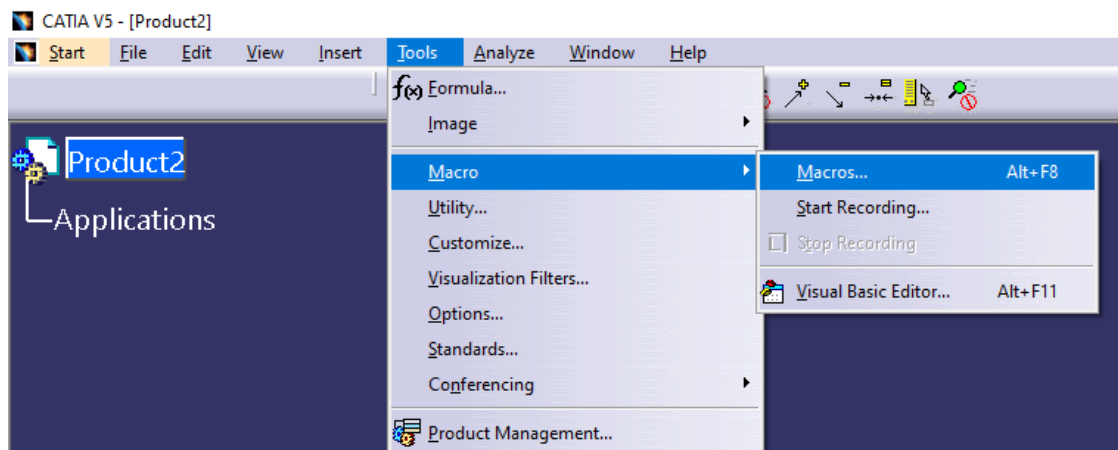 CATIA V5 - [Product2]
Start File Edit View Insert Tools Analyze Window Help
f(x) Formula...
Image
Product2
Macro
Macros... Alt+F8
Applications
Utility...
Start Recording...
Customize...
Stop Recording
Visualization Filters...
Visual Basic Editor... Alt+F11
Options...
Standards...
Conferencing
Product Management...